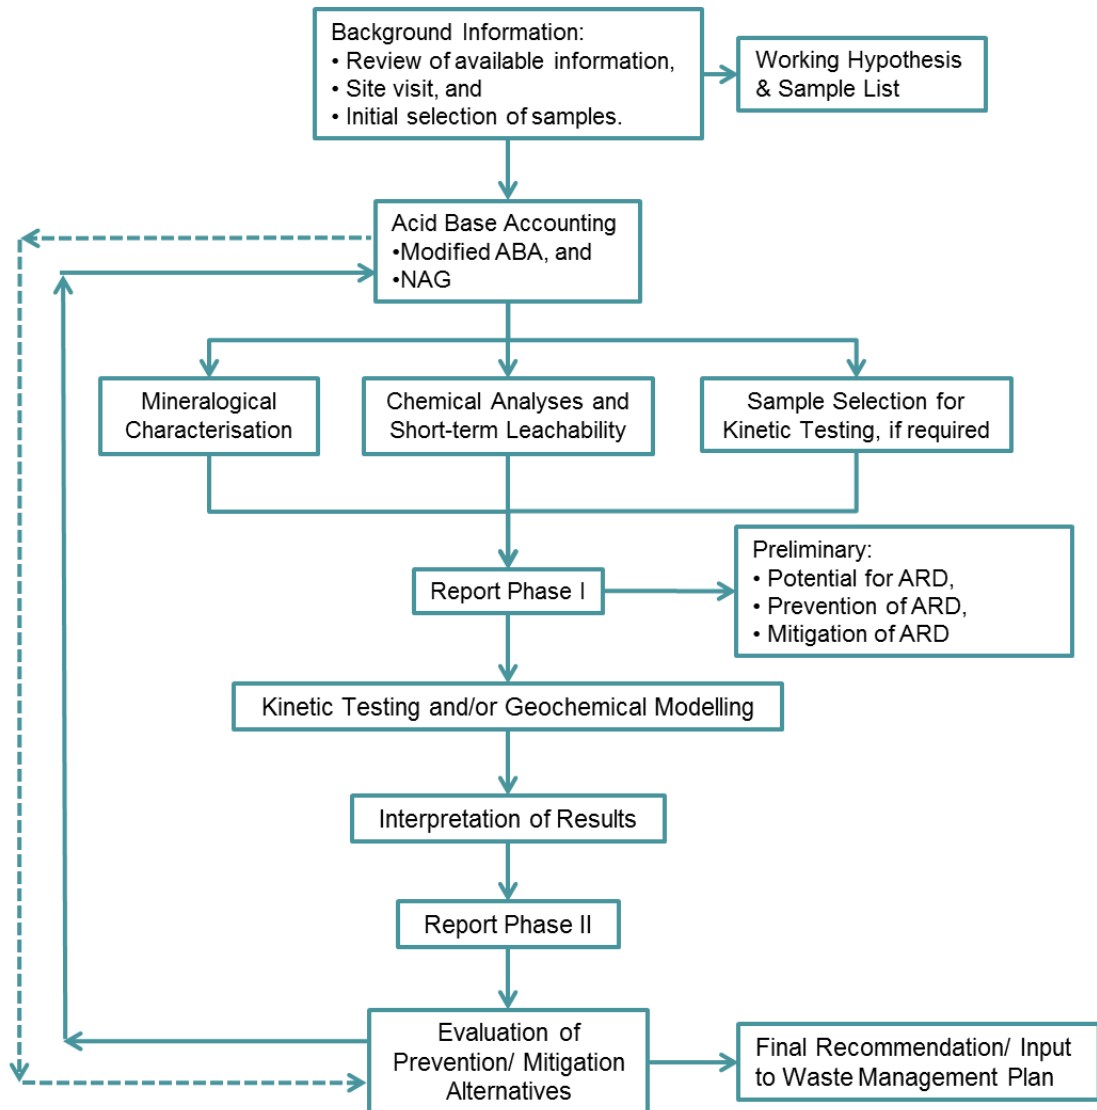 Background Information:
• Review of available information,
• Site visit, and
• Initial selection of samples.
Working Hypothesis
& Sample List
Acid Base Accounting
•Modified ABA, and
•NAG
Mineralogical
Characterisation
Chemical Analyses and
Short-term Leachability
Sample Selection for
Kinetic Testing, if required
Report Phase I
Preliminary:
• Potential for ARD,
• Prevention of ARD,
• Mitigation of ARD
Kinetic Testing and/or Geochemical Modelling
Interpretation of Results
Report Phase II
Evaluation of
Prevention/ Mitigation
Alternatives
Final Recommendation/ Input
to Waste Management Plan